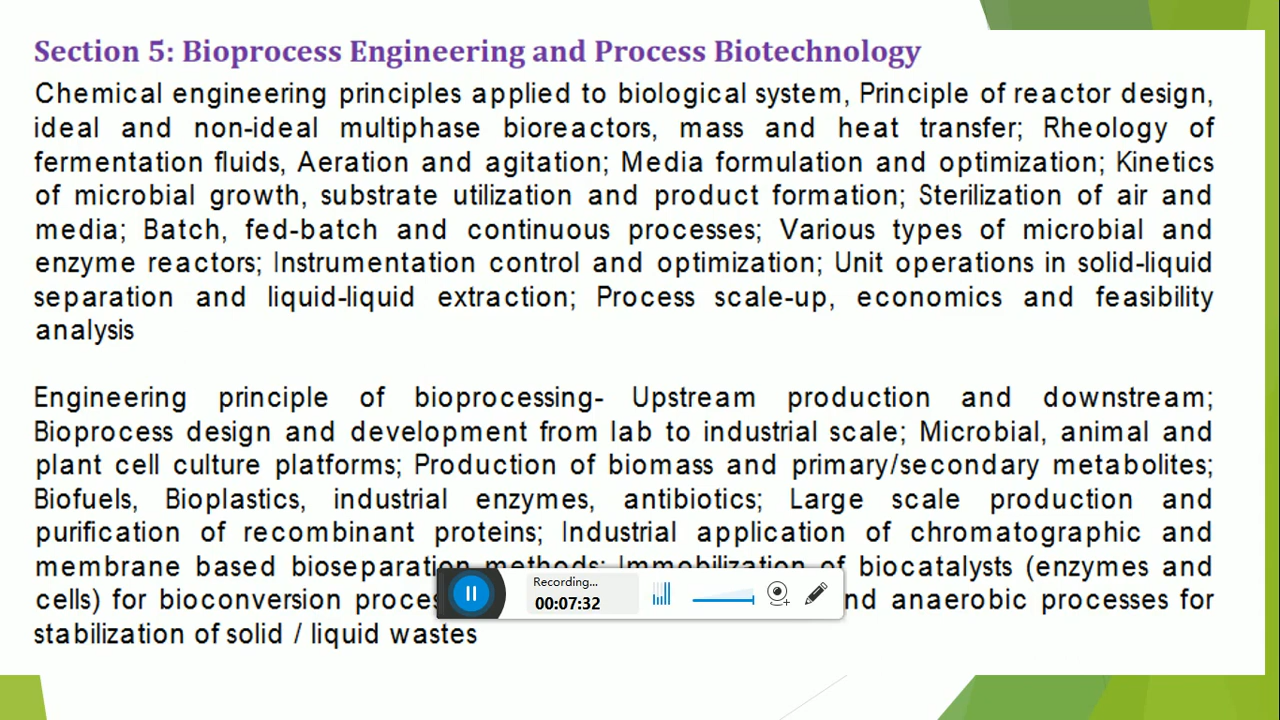 Section 5: Bioprocess Engineering and Process Biotechnology
Chemical engineering principles applied to biological system, Principle of reactor design,
ideal and non-ideal multiphase bioreactors, mass and heat transfer; Rheology of
fermentation fluids, Aeration and agitation; Media formulation and optimization; Kinetics
of microbial growth, substrate utilization and product formation; Sterilization of air and
media; Batch, fed-batch and continuous processes; Various types of microbial and
enzyme reactors; Instrumentation control and optimization; Unit operations in solid-liquid
separation and liquid-liquid extraction; Process scale-up, economics and feasibility
analysis
Engineering principle of bioprocessing- Upstream production and downstream;
Bioprocess design and development from lab to industrial scale; Microbial, animal and
plant cell culture platforms; Production of biomass and primary/secondary metabolites;
Biofuels, Bioplastics, industrial enzymes, antibiotics; Large scale production and
purification of recombinant proteins; Industrial application of chromatographic and
membrane based bioseparation methods; Immobilization of biocatalysts (enzymes and
cells) for bioconversion anaerobic processes for
stabilization of solid / liquid wastes
Recording...
00:07:32